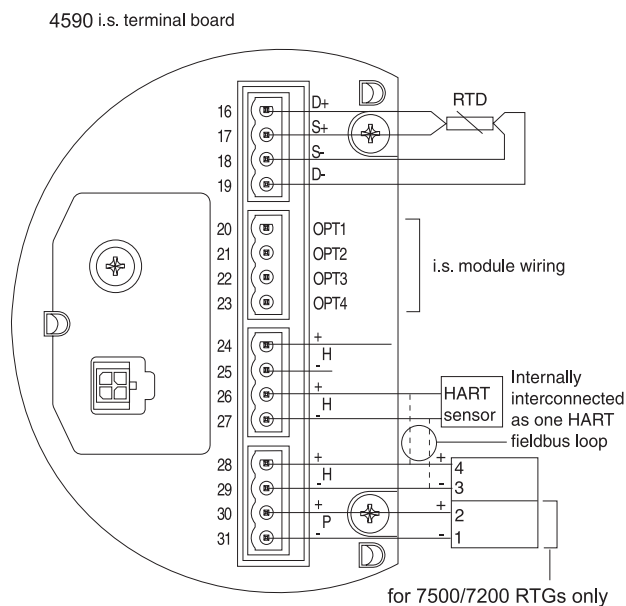 4590 i.s. terminal board
16 D+
RTD
17 S+
18 S-
19 D-
20 OPT1
21 OPT2
i.s. module wiring
22 OPT3
23 OPT4
24 +
H
25 -
26 +
H
27 -
HART
sensor
Internally
interconnected
as one HART
fieldbus loop
28 + + 4
H
29 - - 3
30 + + 2
P
31 - - 1
for 7500/7200 RTGs only